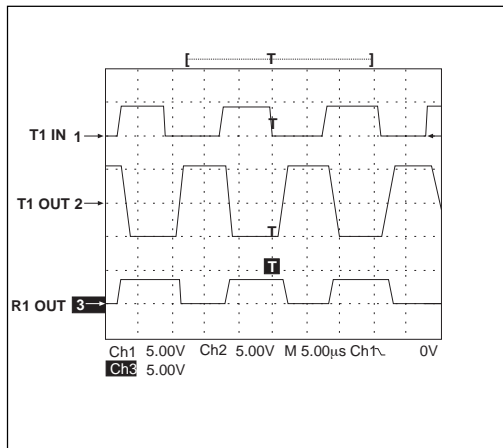 [ T ]
T1 IN 1
T
T1 OUT 2
T
T
R1 OUT 3
Ch1 5.00V Ch2 5.00V M 5.00μs Ch1 0V
Ch3 5.00V